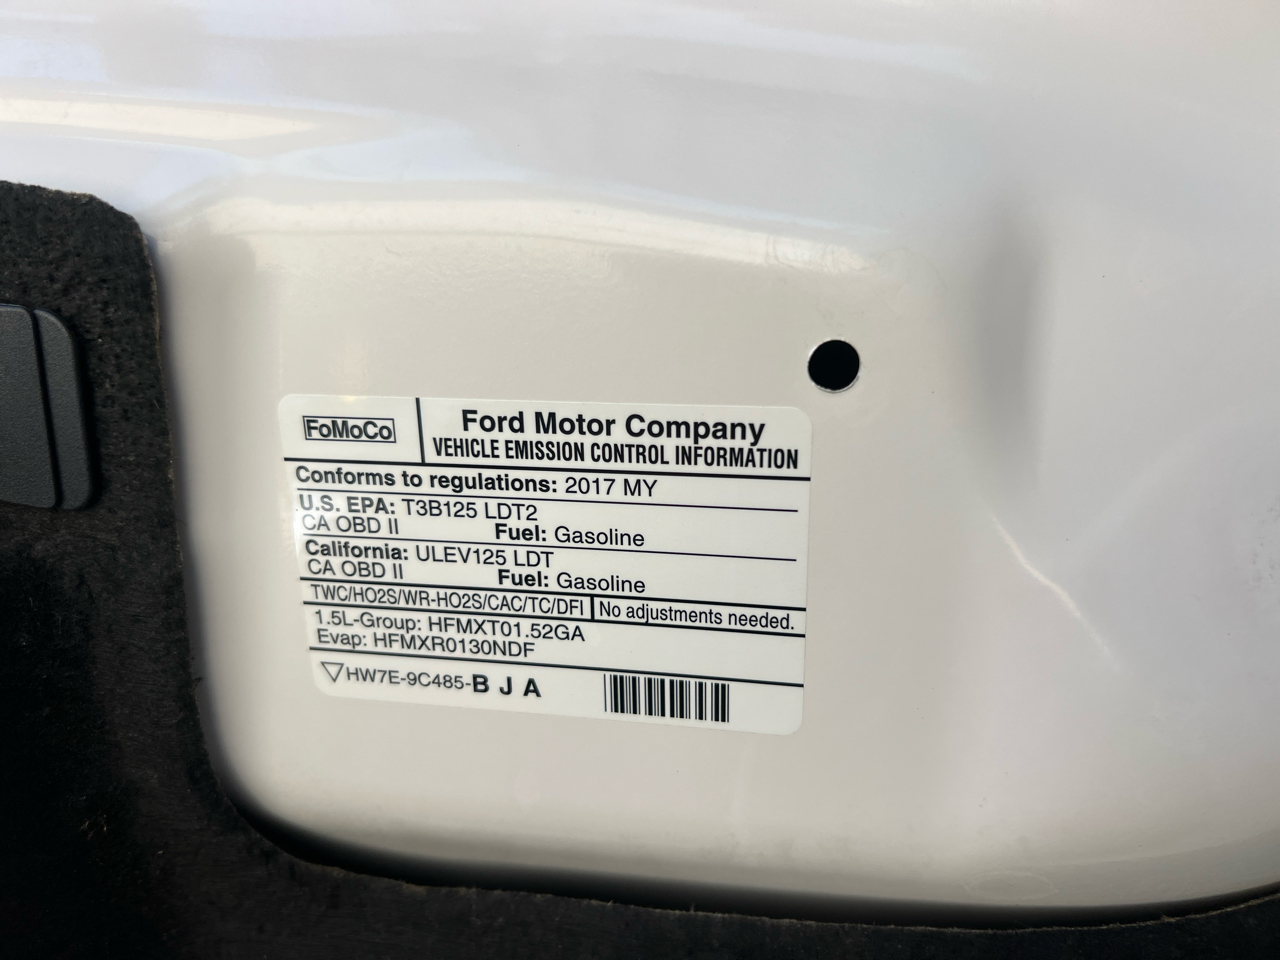 FoMoCo
Ford Motor Company
VEHICLE EMISSION CONTROL INFORMATION
Conforms to regulations: 2017 MY
U.S. EPA: T3B125 LDT2
CA OBD II Fuel: Gasoline
California: ULEV125 LDT
CA OBD II Fuel: Gasoline
TWC/HO2S/WR-HO2S/CAC/TC/DFI No adjustments needed.
1.5L-Group: HFMXT01.52GA
Evap: HFMXR0130NDF
HW7E-9C485-B J A